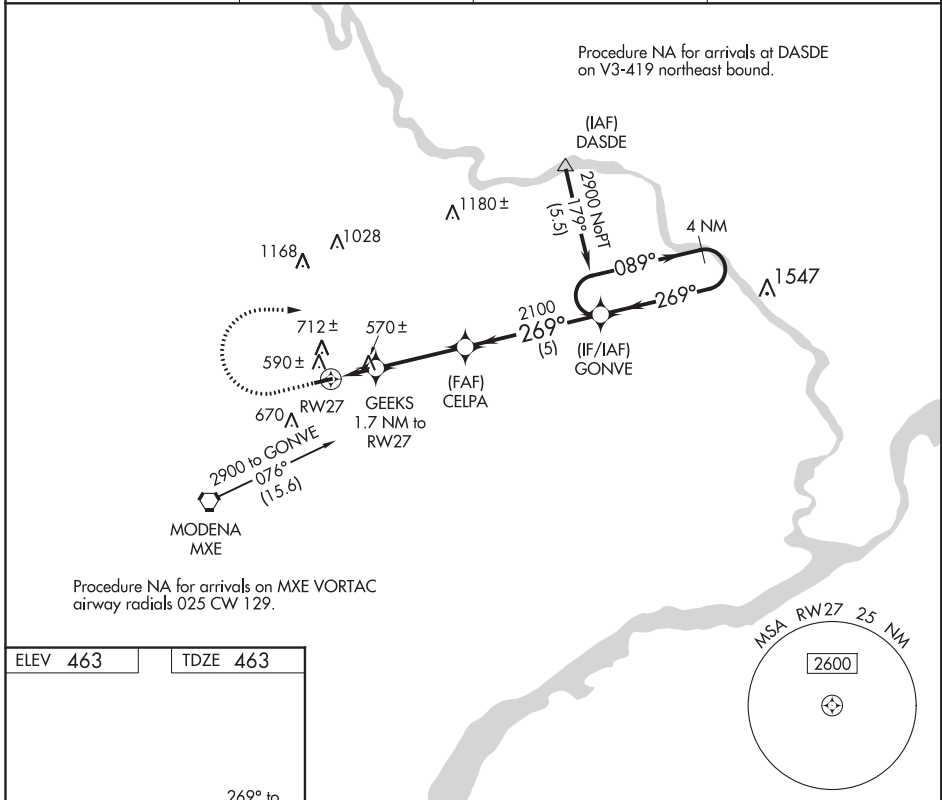 Procedure NA for arrivals at DASDE
on V3-419 northeast bound.
(IAF)
DASDE
2900 NoPT
179°
(5.5)
1180 ±
4 NM
1168
1028
089°
269°
1547
2100
269°
(5)
(IF/IAF)
GONVE
712 ±
570 ±
590 ±
(FAF)
CELPA
RW27
GEEKS
1.7 NM to
RW27
670
2900 to GONVE
076°
(15.6)
MODENA
MXE
Procedure NA for arrivals on MXE VORTAC
airway radials 025 CW 129.
MSA RW27 25 NM
2600
ELEV 463
TDZE 463
269° to